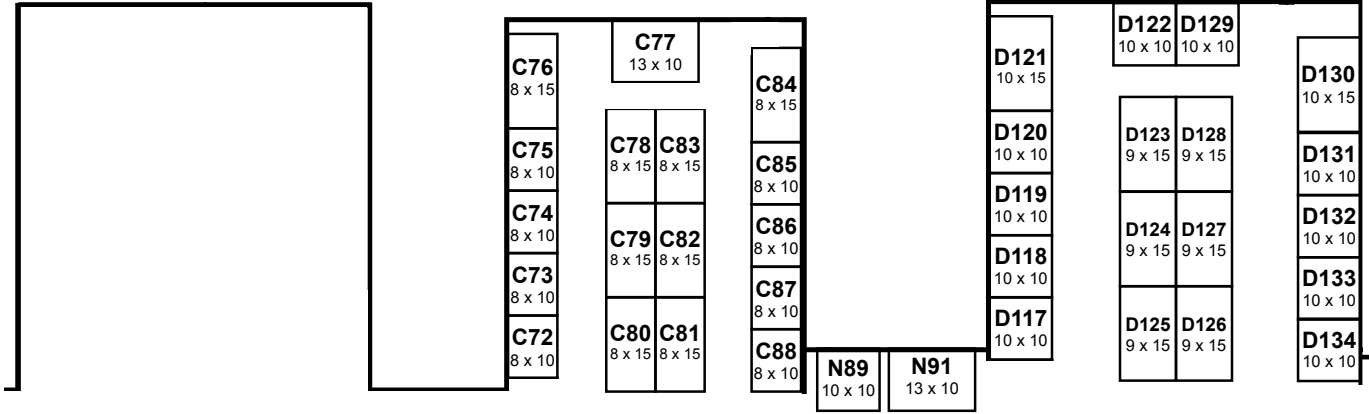 C76
8 x 15
C75
8 x 10
C74
8 x 10
C73
8 x 10
C72
8 x 10
C77
13 x 10
C78
8 x 15
C83
8 x 15
C79
8 x 15
C82
8 x 15
C80
8 x 15
C81
8 x 15
C84
8 x 15
C85
8 x 10
C86
8 x 10
C87
8 x 10
C88
8 x 10
N89
10 x 10
N91
13 x 10
D121
10 x 15
D120
10 x 10
D119
10 x 10
D118
10 x 10
D117
10 x 10
D122
10 x 10
D129
10 x 10
D123
9 x 15
D128
9 x 15
D124
9 x 15
D127
9 x 15
D125
9 x 15
D126
9 x 15
D130
10 x 15
D131
10 x 10
D132
10 x 10
D133
10 x 10
D134
10 x 10